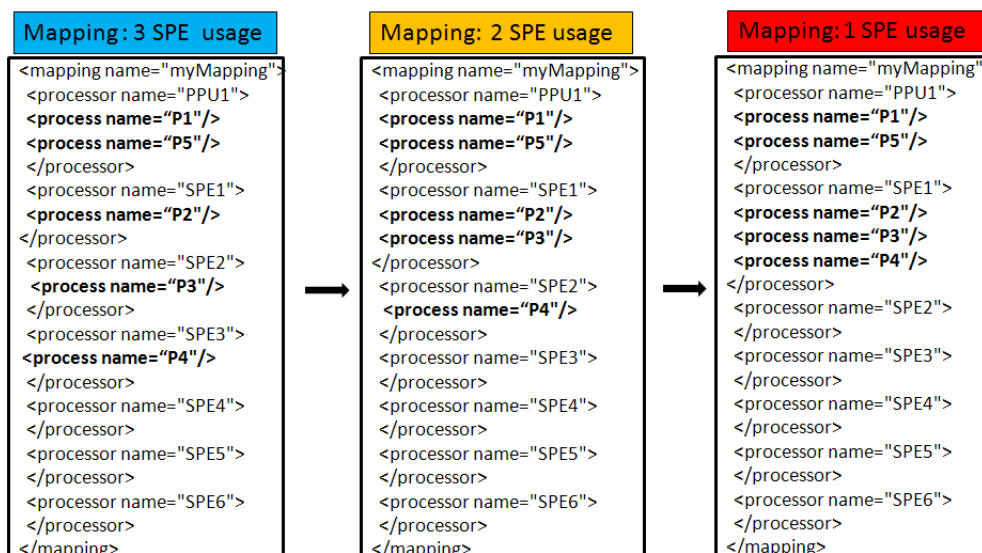 Mapping: 3 SPE usage
<mapping name="myMapping">
<processor name="PPU1">
<process name=“P1"/>
<process name=“P5"/>
</processor>
<processor name="SPE1">
<process name=“P2"/>
</processor>
<processor name="SPE2">
<process name=“P3"/>
</processor>
<processor name="SPE3">
<process name=“P4"/>
</processor>
<processor name="SPE4">
</processor>
<processor name="SPE5">
</processor>
<processor name="SPE6">
</processor>
</mapping>
Mapping: 2 SPE usage
<mapping name="myMapping">
<processor name="PPU1">
<process name=“P1"/>
<process name=“P5"/>
</processor>
<processor name="SPE1">
<process name=“P2"/>
<process name=“P3"/>
</processor>
<processor name="SPE2">
<process name=“P4"/>
</processor>
<processor name="SPE3">
</processor>
<processor name="SPE4">
</processor>
<processor name="SPE5">
</processor>
<processor name="SPE6">
</processor>
</mapping>
Mapping: 1 SPE usage
<mapping name="myMapping"
<processor name="PPU1">
<process name=“P1"/>
<process name=“P5"/>
</processor>
<processor name="SPE1">
<process name=“P2"/>
<process name=“P3"/>
<process name=“P4"/>
</processor>
<processor name="SPE2">
</processor>
<processor name="SPE3">
</processor>
<processor name="SPE4">
</processor>
<processor name="SPE5">
</processor>
<processor name="SPE6">
</processor>
</mapping>